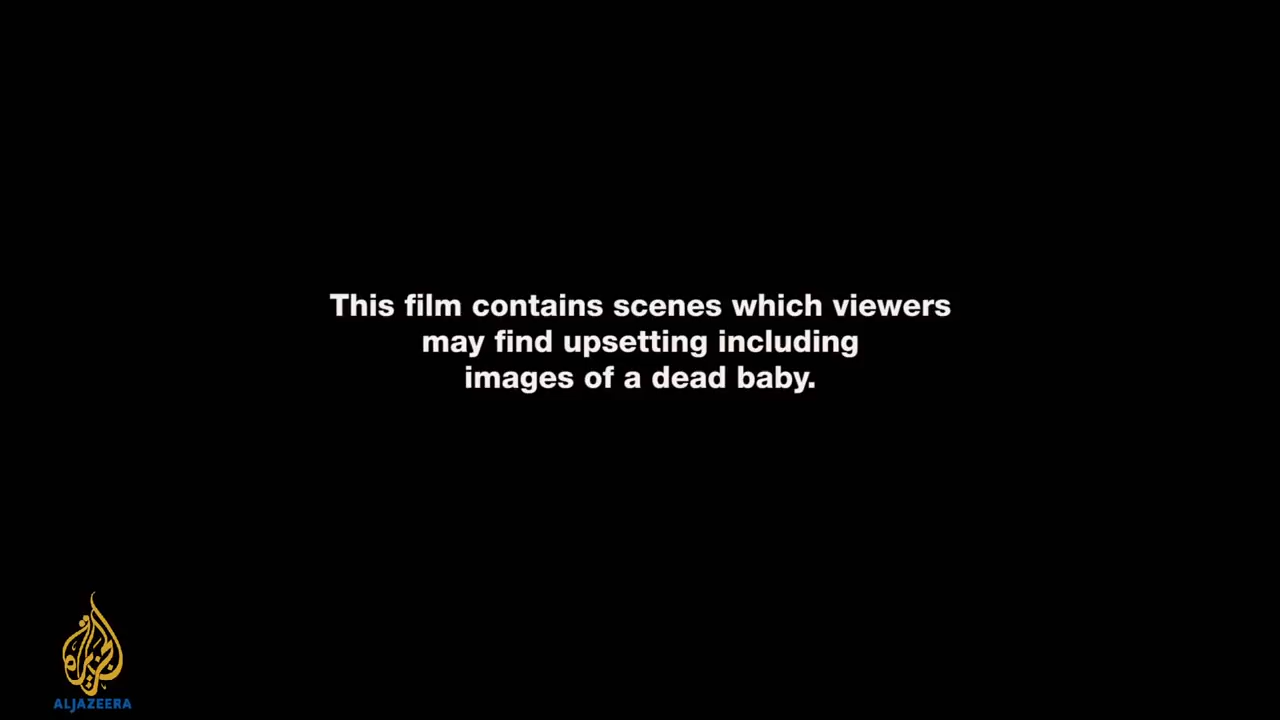 This film contains scenes which viewers
may find upsetting including
images of a dead baby.
الجزيرة
ALJAZEERA